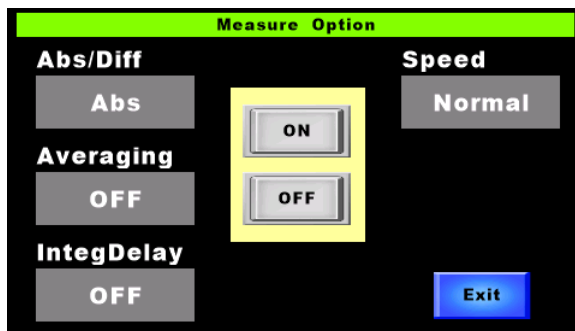 Measure Option
Abs/Diff
Abs
Averaging
OFF
IntegDelay
OFF
ON
OFF
Speed
Normal
Exit